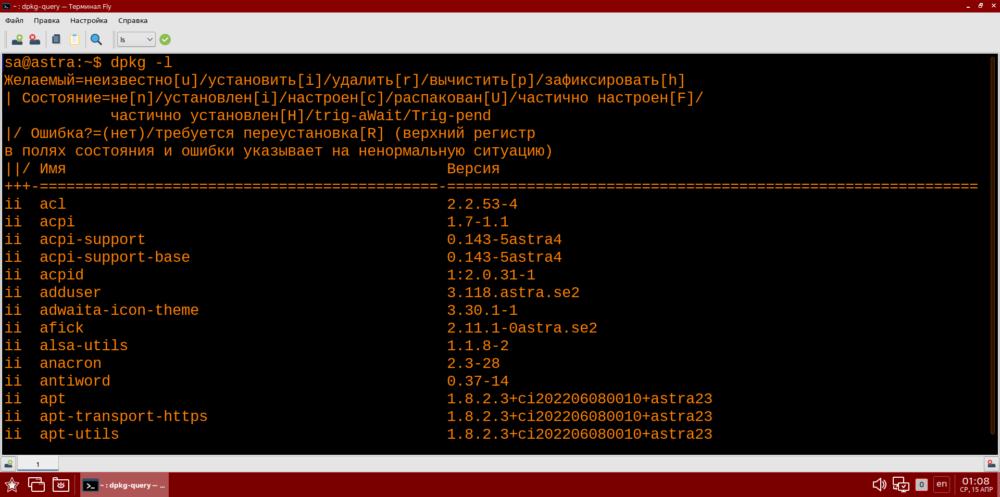 ~ : dpkg-query — Терминал Fly
Файл Правка Настройка Справка
ls
sa@astra:~$ dpkg -l
Желаемый=неизвестно[u]/установить[i]/удалить[r]/вычистить[p]/зафиксировать[h]
| Состояние=не[n]/установлен[i]/настроен[c]/распакован[U]/частично настроен[F]/
            частично установлен[H]/trig-aWait/Trig-pend
|/ Ошибка?=(нет)/требуется переустановка[R] (верхний регистр
в полях состояния и ошибки указывает на ненормальную ситуацию)
||/ Имя                                           Версия
+++-=============================================-============================================================
ii  acl                                           2.2.53-4
ii  acpi                                          1.7-1.1
ii  acpi-support                                  0.143-5astra4
ii  acpi-support-base                             0.143-5astra4
ii  acpid                                         1:2.0.31-1
ii  adduser                                       3.118.astra.se2
ii  adwaita-icon-theme                            3.30.1-1
ii  afick                                         2.11.1-0astra.se2
ii  alsa-utils                                    1.1.8-2
ii  anacron                                       2.3-28
ii  antiword                                      0.37-14
ii  apt                                           1.8.2.3+ci202206080010+astra23
ii  apt-transport-https                           1.8.2.3+ci202206080010+astra23
ii  apt-utils                                     1.8.2.3+ci202206080010+astra23
1
~ : dpkg-query — ...
0
en
01:08
СР, 15 АПР